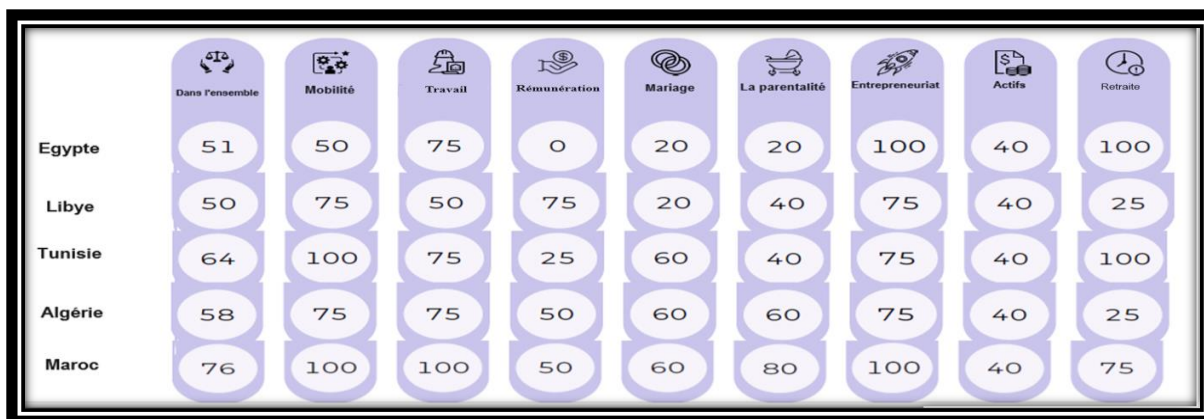 Dans l'ensemble Mobilité Travail Rémunération Mariage La parentalité Entrepreneuriat Actifs Retraite
Egypte 51 50 75 0 20 20 100 40 100
Libye 50 75 50 75 20 40 75 40 25
Tunisie 64 100 75 25 60 40 75 40 100
Algérie 58 75 75 50 60 60 75 40 25
Maroc 76 100 100 50 60 80 100 40 75